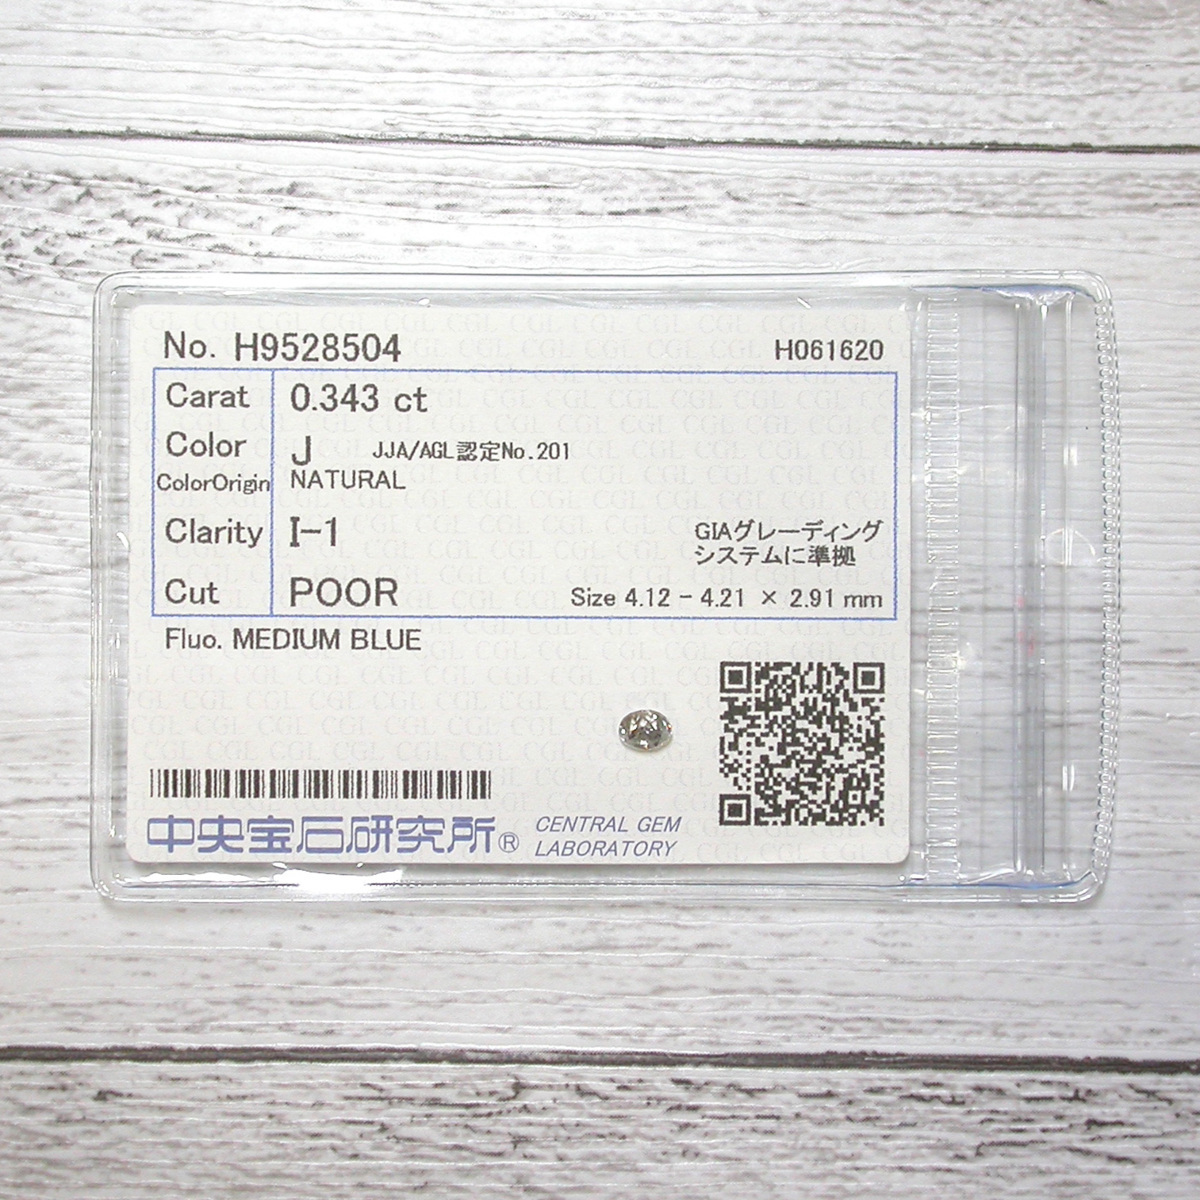 No. H9528504 H061620
Carat 0.343 ct
Color J JJA/AGL認定No.201
ColorOrigin NATURAL
Clarity I-1 GIAグレーディング
システムに準拠
Cut POOR Size 4.12 - 4.21 × 2.91 mm
Fluo. MEDIUM BLUE
中央宝石研究所® CENTRAL GEM
LABORATORY